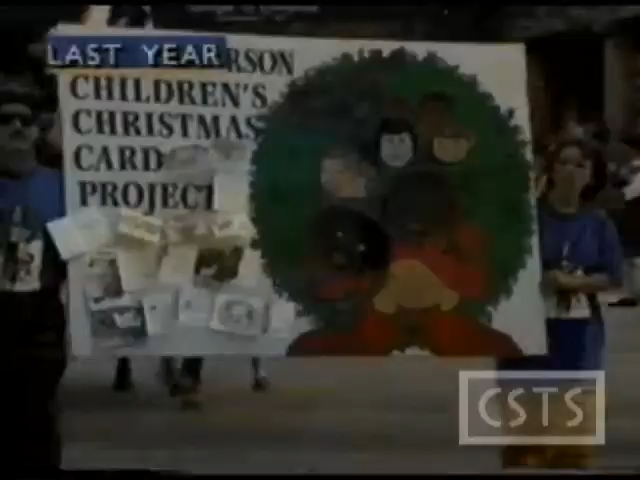 LAST YEAR
RSON
CHILDREN'S
CHRISTMAS
CARD
PROJECT
CSTS